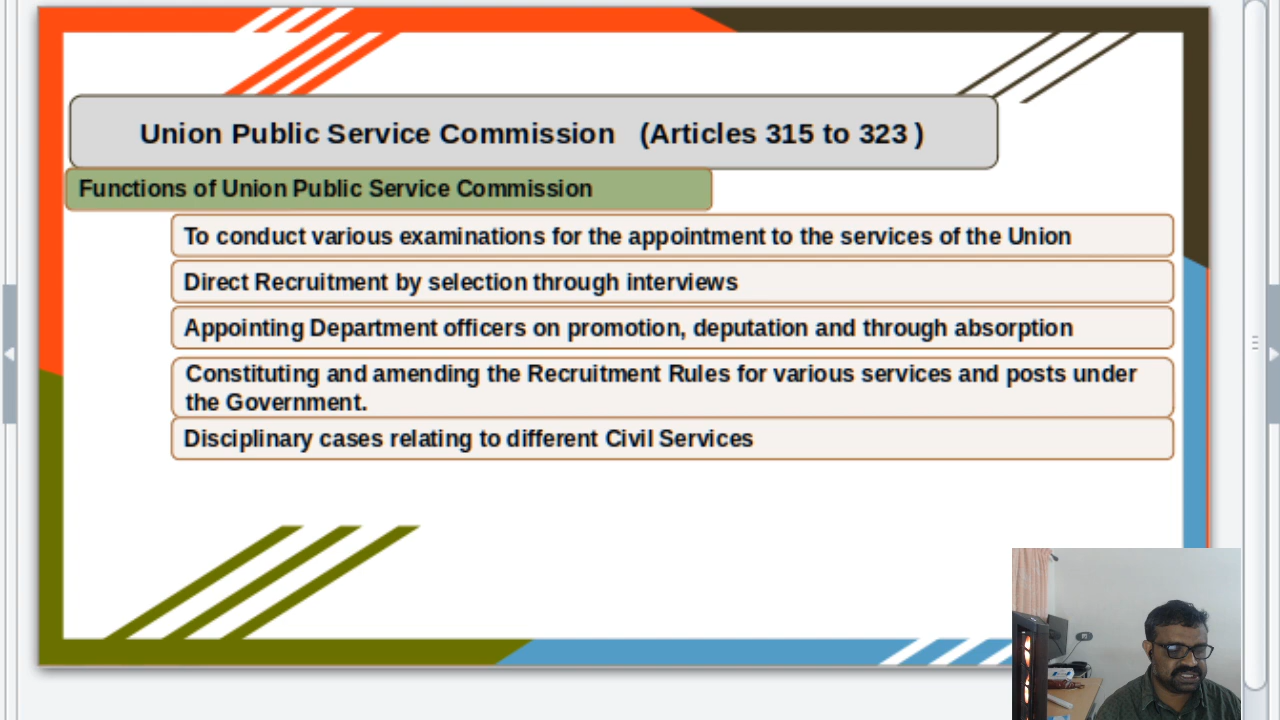 Union Public Service Commission (Articles 315 to 323 )
Functions of Union Public Service Commission
To conduct various examinations for the appointment to the services of the Union
Direct Recruitment by selection through interviews
Appointing Department officers on promotion, deputation and through absorption
Constituting and amending the Recruitment Rules for various services and posts under
the Government.
Disciplinary cases relating to different Civil Services